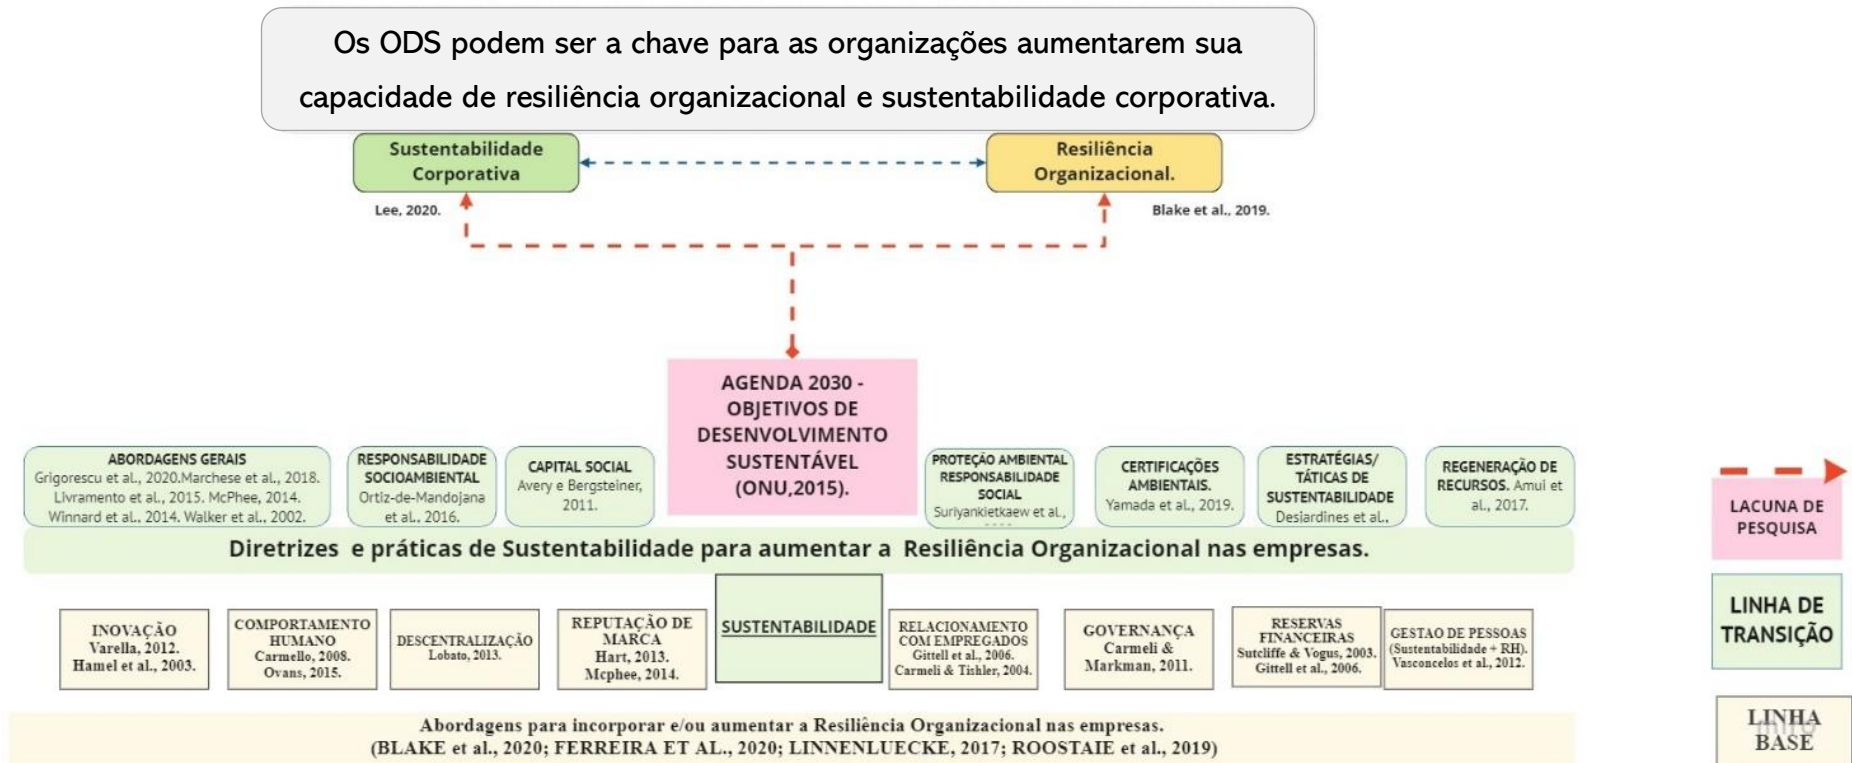 Os ODS podem ser a chave para as organizações aumentarem sua
capacidade de resiliência organizacional e sustentabilidade corporativa.
Sustentabilidade
Corporativa
Resiliência
Organizacional.
Lee, 2020.
Blake et al., 2019.
AGENDA 2030 -
OBJETIVOS DE
DESENVOLVIMENTO
SUSTENTÁVEL
(ONU,2015).
ABORDAGENS GERAIS
Grigorescu et al., 2020.Marchese et al., 2018.
Livramento et al., 2015. McPhee, 2014.
Winnard et al., 2014. Walker et al., 2002.
RESPONSABILIDADE
SOCIOAMBIENTAL
Ortiz-de-Mandojana
et al., 2016.
CAPITAL SOCIAL
Avery e Bergsteiner,
2011.
PROTEÇÃO AMBIENTAL
RESPONSABILIDADE
SOCIAL
Suriyankietkaew et al.,
CERTIFICAÇÕES
AMBIENTAIS.
Yamada et al., 2019.
ESTRATÉGIAS/
TÁTICAS DE
SUSTENTABILIDADE
Desjardines et al.,
REGENERAÇÃO DE
RECURSOS. Amui et
al., 2017.
LACUNA DE
PESQUISA
Diretrizes e práticas de Sustentabilidade para aumentar a Resiliência Organizacional nas empresas.
LINHA DE
TRANSIÇÃO
INOVAÇÃO
Varella, 2012.
Hamel et al., 2003.
COMPORTAMENTO
HUMANO
Carmello, 2008.
Ovans, 2015.
DESCENTRALIZAÇÃO
Lobato, 2013.
REPUTAÇÃO DE
MARCA
Hart, 2013.
Mcphee, 2014.
SUSTENTABILIDADE
RELACIONAMENTO
COM EMPREGADOS
Gittell et al., 2006.
Carmeli & Tishler, 2004.
GOVERNANÇA
Carmeli &
Markman, 2011.
RESERVAS
FINANCEIRAS
Sutcliffe & Vogus, 2003.
Gittell et al., 2006.
GESTAO DE PESSOAS
(Sustentabilidade + RH).
Vasconcelos et al., 2012.
Abordagens para incorporar e/ou aumentar a Resiliência Organizacional nas empresas.
(BLAKE et al., 2020; FERREIRA ET AL., 2020; LINNENLUECKE, 2017; ROOSTAIE et al., 2019)
LINHA
BASE
miro